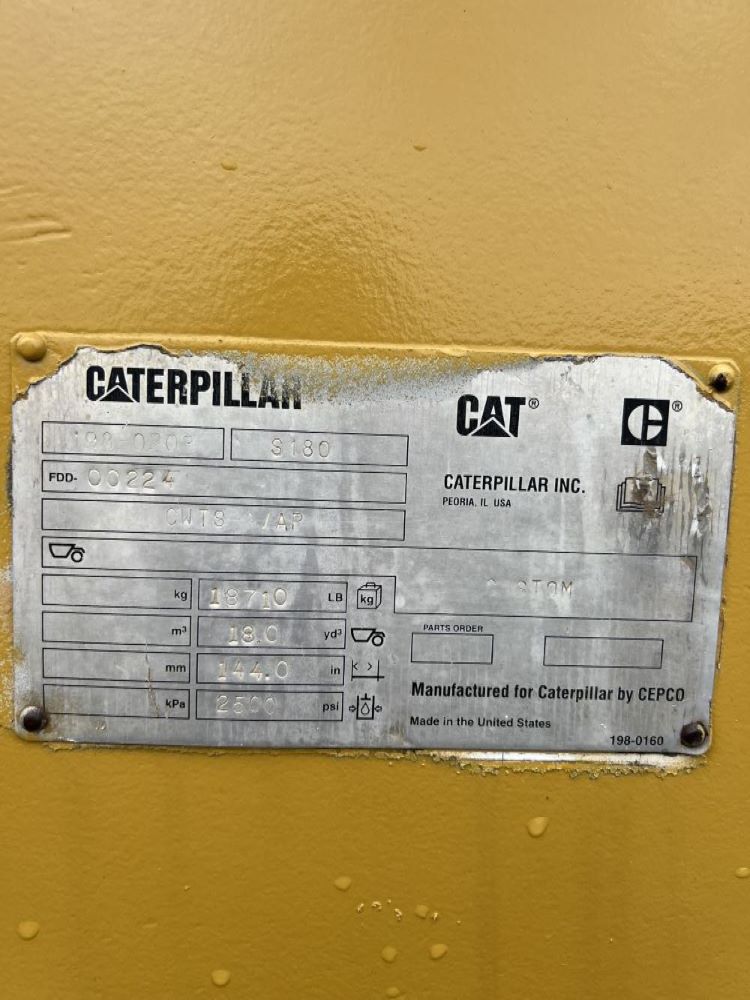 CATERPILLAR
CAT®
®
S180
FDD- 00224
CATERPILLAR INC.
PEORIA, IL USA
kg 18710 LB kg
m³ 18.0 yd³
PARTS ORDER
mm 144.0 in
kPa 2500 psi
Manufactured for Caterpillar by CEPCO
Made in the United States
198-0160